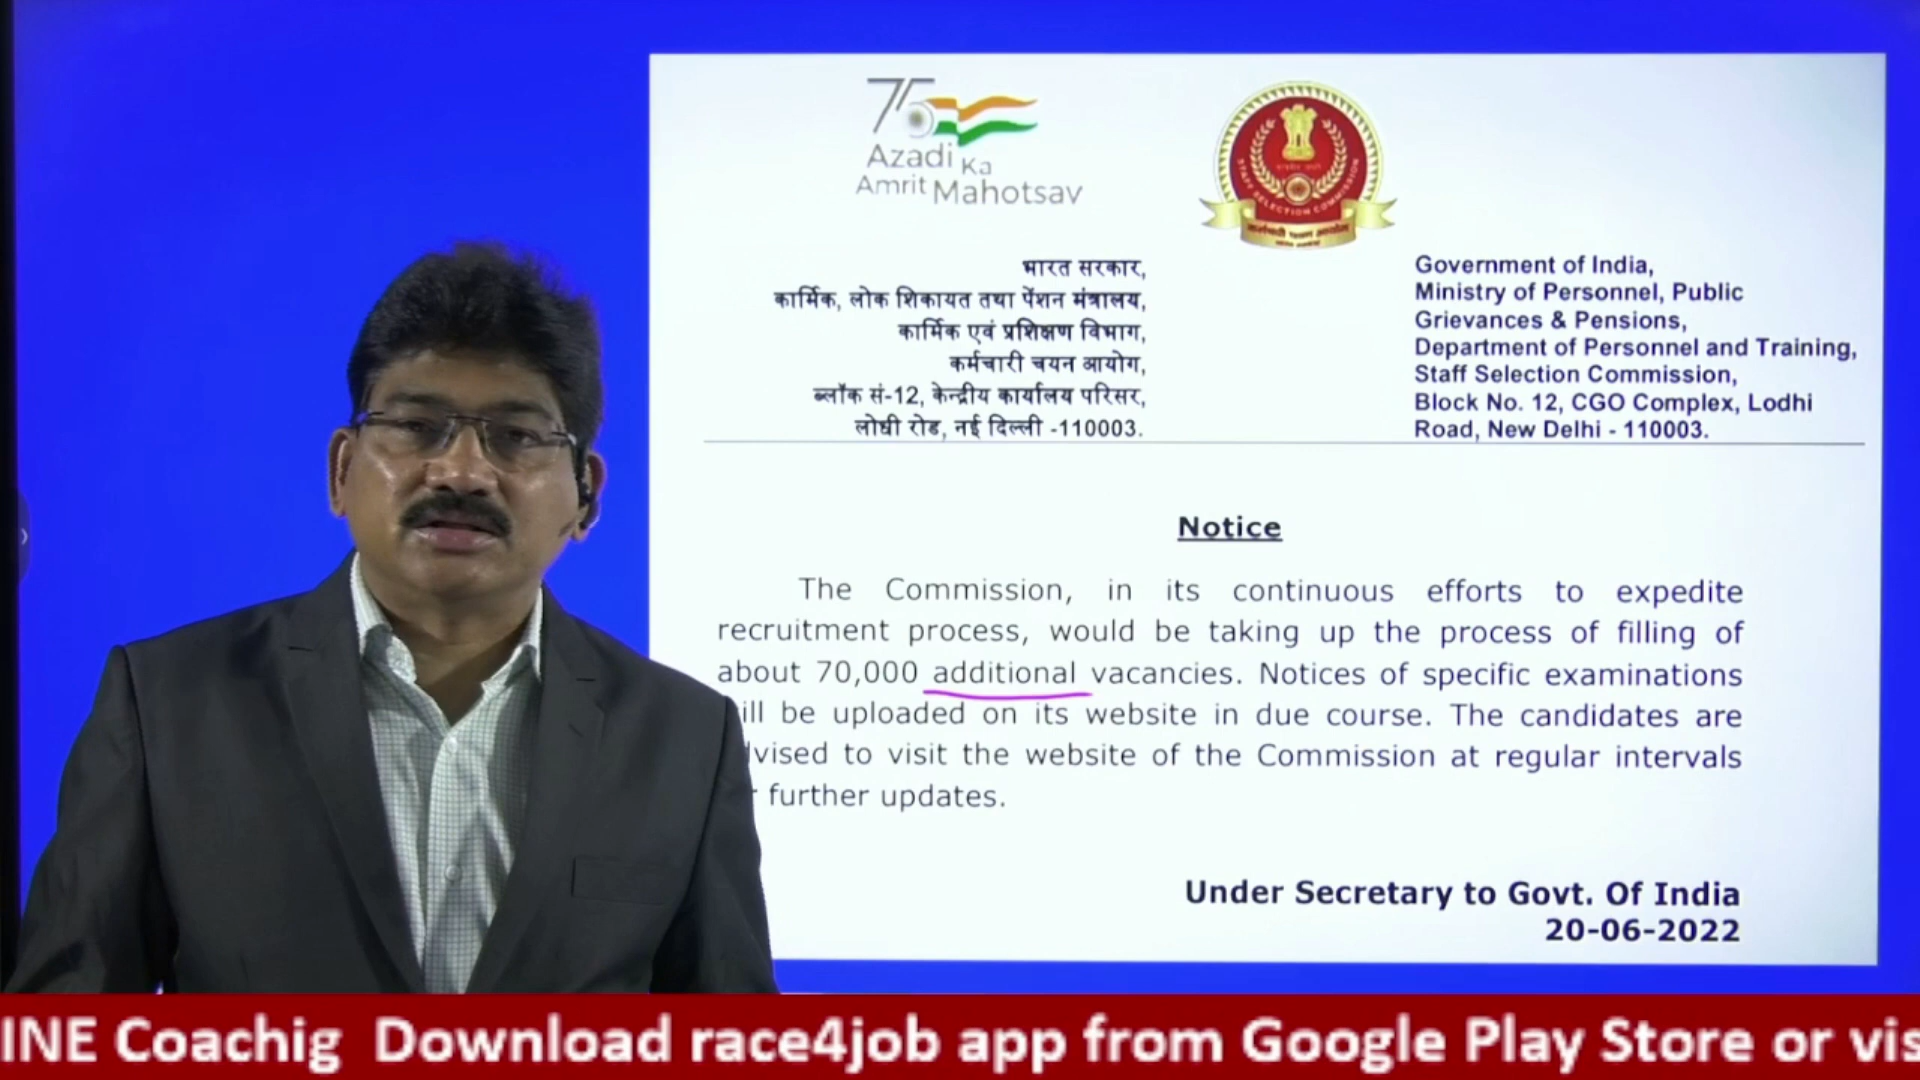 75
Azadi Ka
Amrit Mahotsav
STAFF SELECTION COMMISSION
भारत सरकार,
कार्मिक, लोक शिकायत तथा पेंशन मंत्रालय,
कार्मिक एवं प्रशिक्षण विभाग,
कर्मचारी चयन आयोग,
ब्लॉक सं-12, केन्द्रीय कार्यालय परिसर,
लोधी रोड, नई दिल्ली -110003.
Government of India,
Ministry of Personnel, Public
Grievances & Pensions,
Department of Personnel and Training,
Staff Selection Commission,
Block No. 12, CGO Complex, Lodhi
Road, New Delhi - 110003.
Notice
The Commission, in its continuous efforts to expedite
recruitment process, would be taking up the process of filling of
about 70,000 additional vacancies. Notices of specific examinations
ill be uploaded on its website in due course. The candidates are
vised to visit the website of the Commission at regular intervals
further updates.
Under Secretary to Govt. Of India
20-06-2022
INE Coachig Download race4job app from Google Play Store or vis